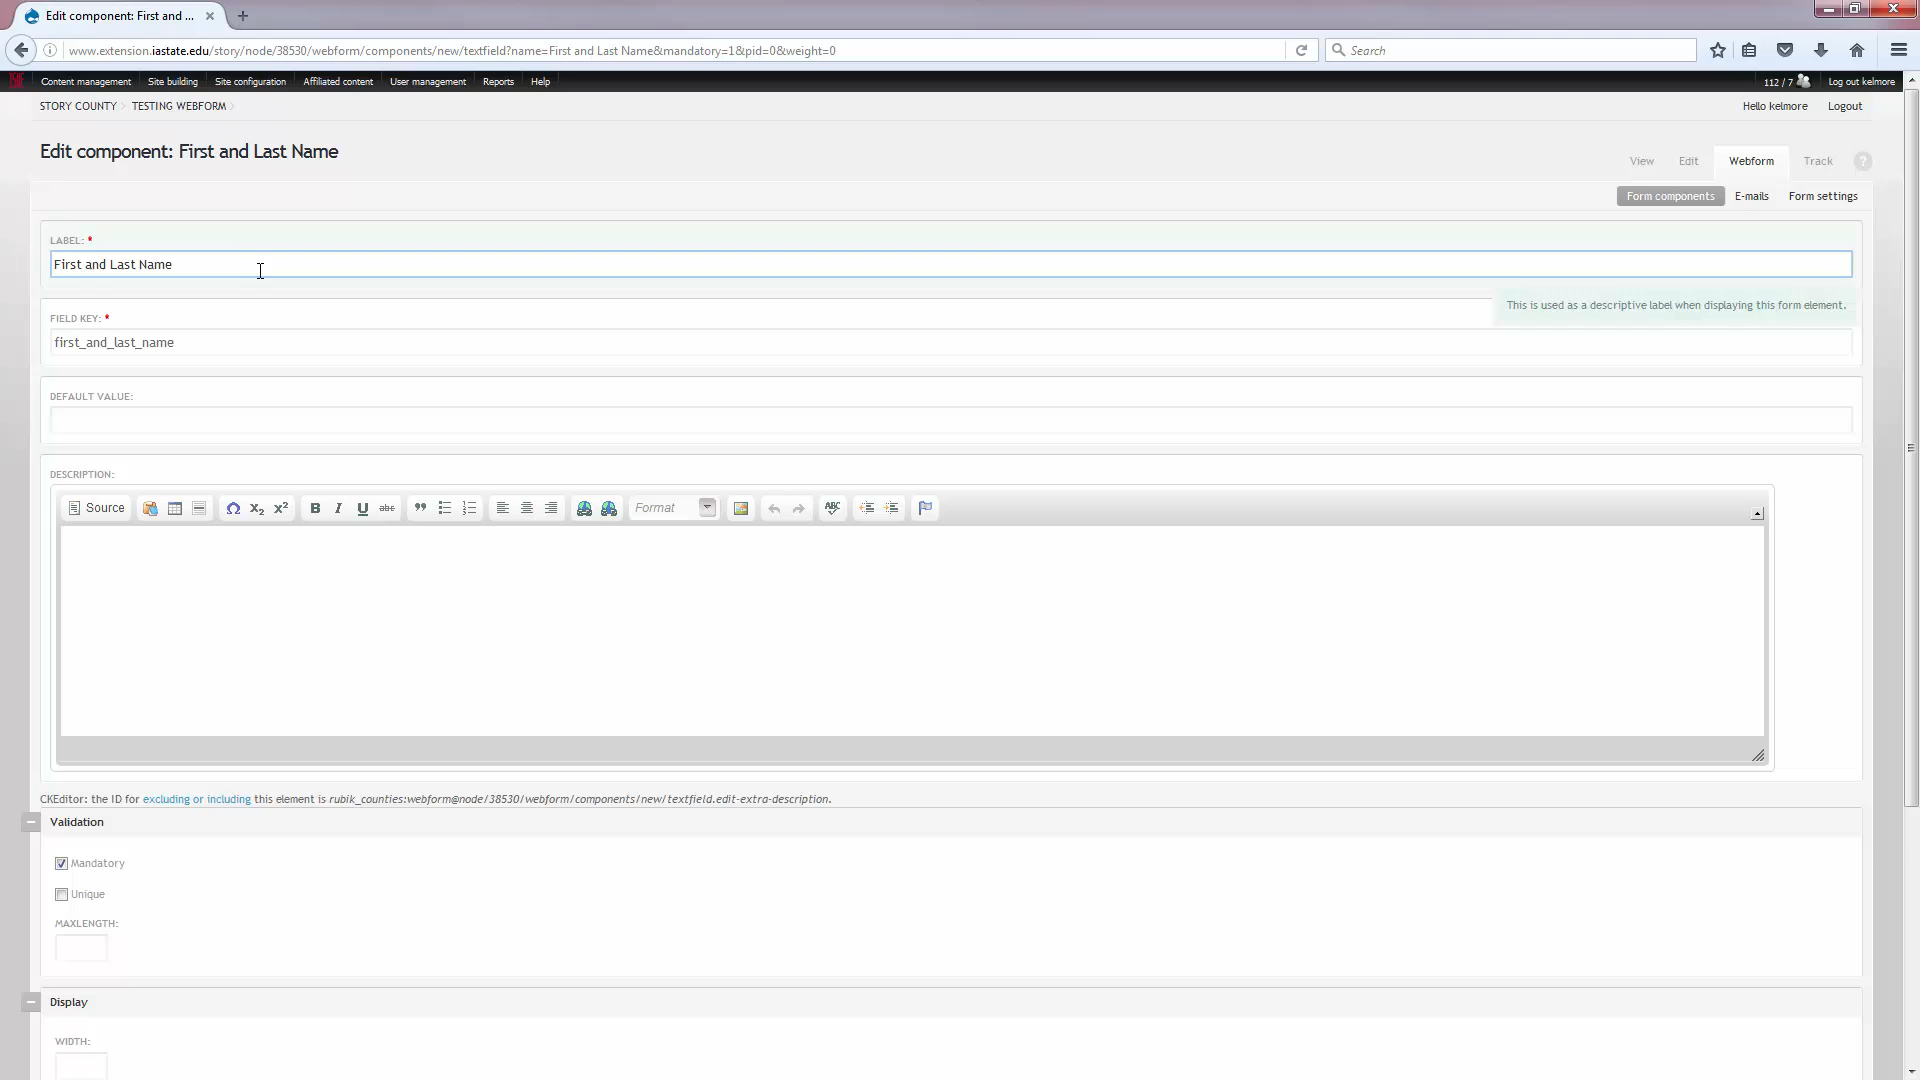 Edit component: First and ...
www.extension.iastate.edu/story/node/38530/webform/components/new/textfield?name=First and Last Name&mandatory=1&pid=0&weight=0
Search
Content management Site building Site configuration Affiliated content User management Reports Help
112 / 7 Log out kelmore
STORY COUNTY TESTING WEBFORM
Hello kelmore Logout
Edit component: First and Last Name
View Edit Webform Track ?
Form components E-mails Form settings
LABEL: *
First and Last Name
This is used as a descriptive label when displaying this form element.
FIELD KEY: *
first_and_last_name
DEFAULT VALUE:
DESCRIPTION:
Source Ω X₂ X² B I U abc ” Format ABC
CKEditor: the ID for excluding or including this element is rubik_counties:webform@node/38530/webform/components/new/textfield.edit-extra-description.
Validation
Mandatory
Unique
MAXLENGTH:
Display
WIDTH: